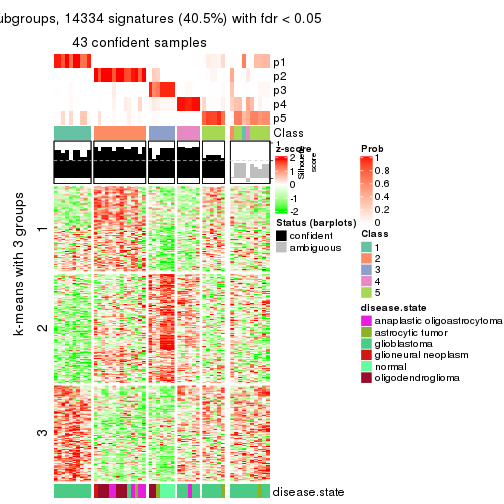 ubgroups, 14334 signatures (40.5%) with fdr < 0.05
43 confident samples
p1
p2
p3
p4
p5
Class
1
Silhouette
score
k-means with 3 groups
1
2
3
disease.state
z-score
2
1
0
-1
-2
Status (barplots)
confident
ambiguous
Prob
1
0.8
0.6
0.4
0.2
0
Class
1
2
3
4
5
disease.state
anaplastic oligoastrocytoma
astrocytic tumor
glioblastoma
glioneural neoplasm
normal
oligodendroglioma